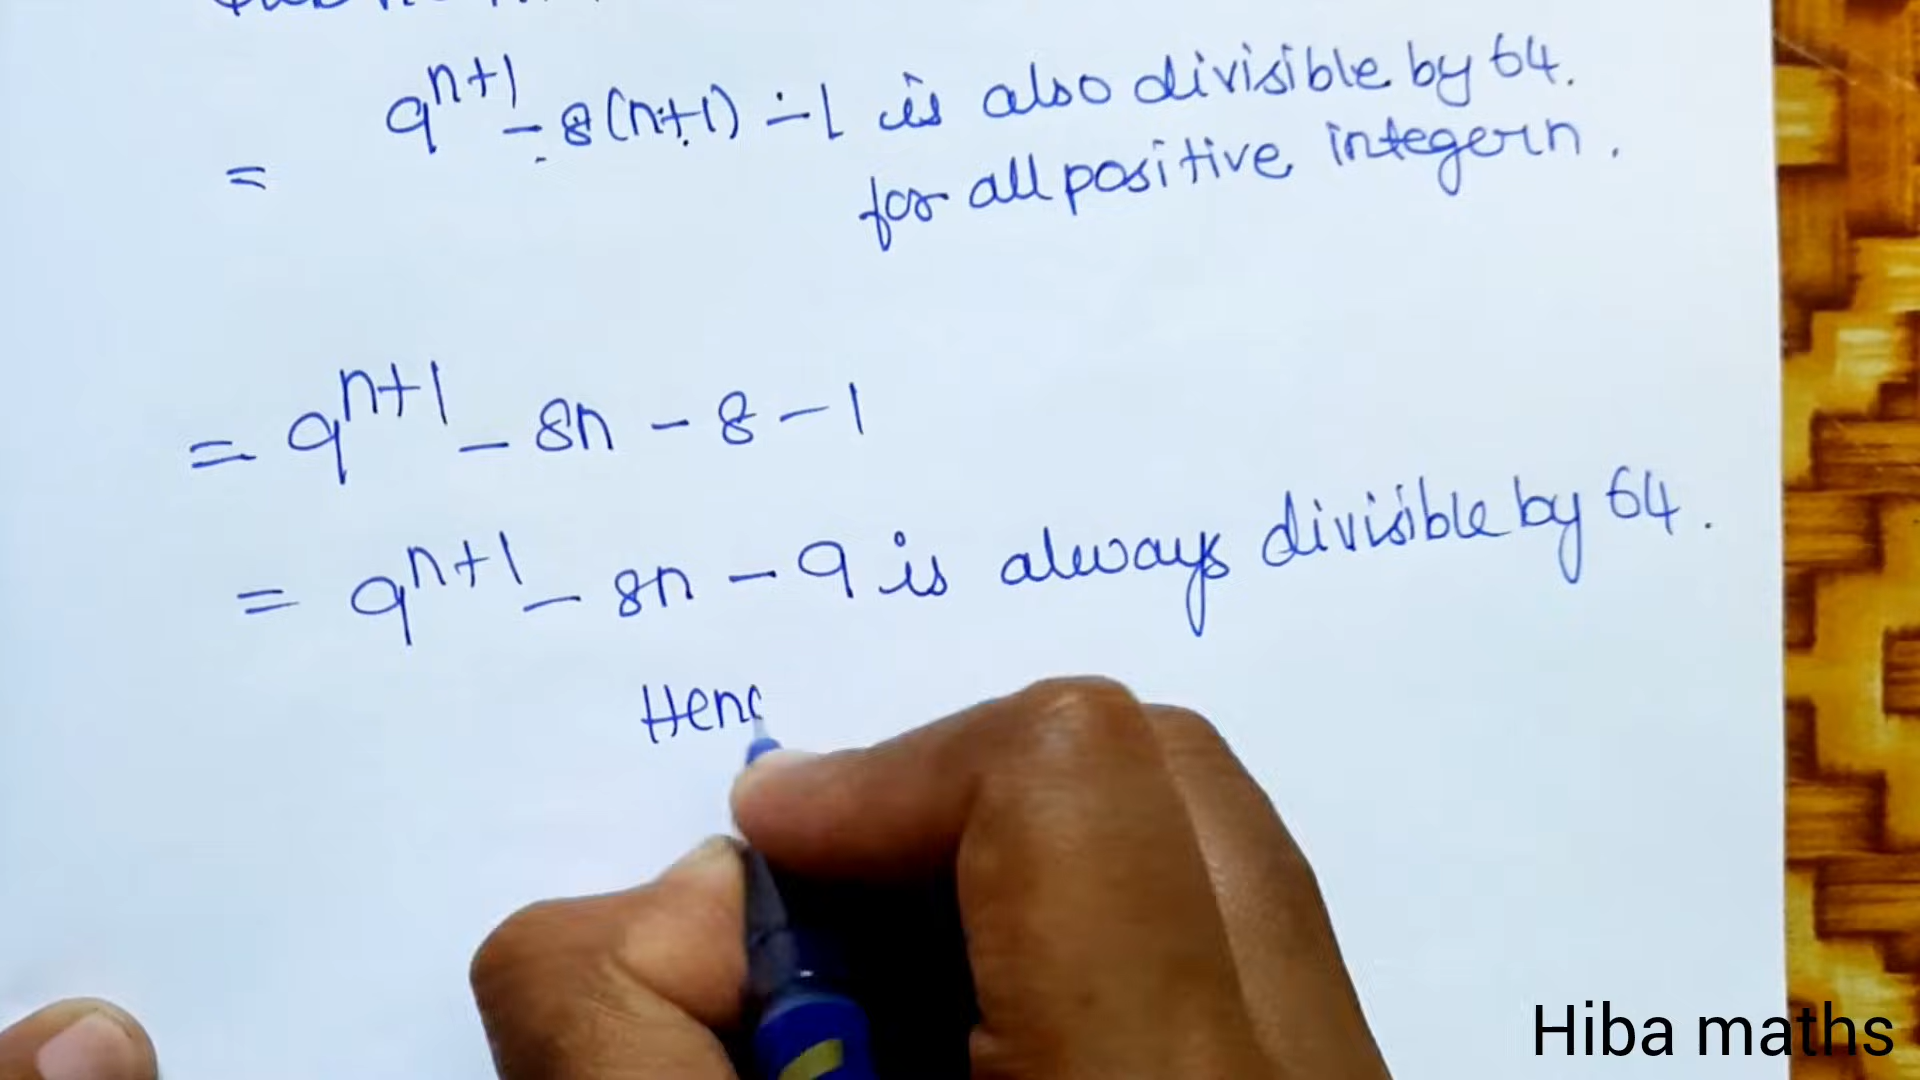 9^{n+1} - 8(n+1) - 1 is also divisible by 64.
= for all positive integer n.
= 9^{n+1} - 8n - 8 - 1
= 9^{n+1} - 8n - 9 is always divisible by 64.
Henc
Hiba maths